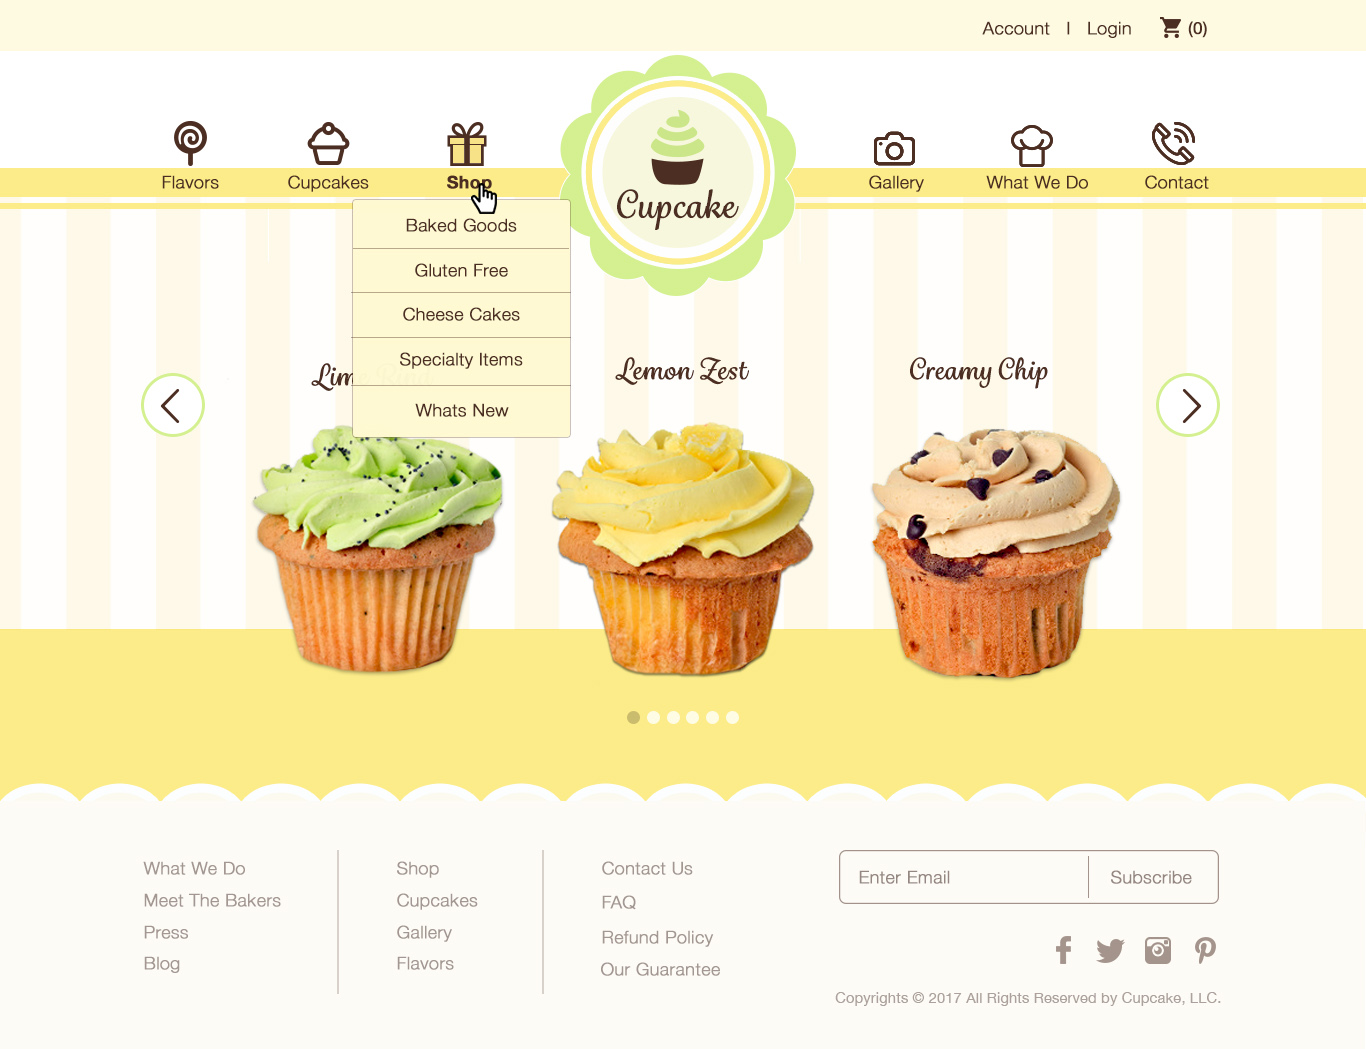 Account | Login (0)
Flavors
Cupcakes
Shop
Cupcake
Gallery
What We Do
Contact
Baked Goods
Gluten Free
Cheese Cakes
Specialty Items
Whats New
Lemon Zest
Creamy Chip
What We Do
Meet The Bakers
Press
Blog
Shop
Cupcakes
Gallery
Flavors
Contact Us
FAQ
Refund Policy
Our Guarantee
Enter Email
Subscribe
Copyrights © 2017 All Rights Reserved by Cupcake, LLC.